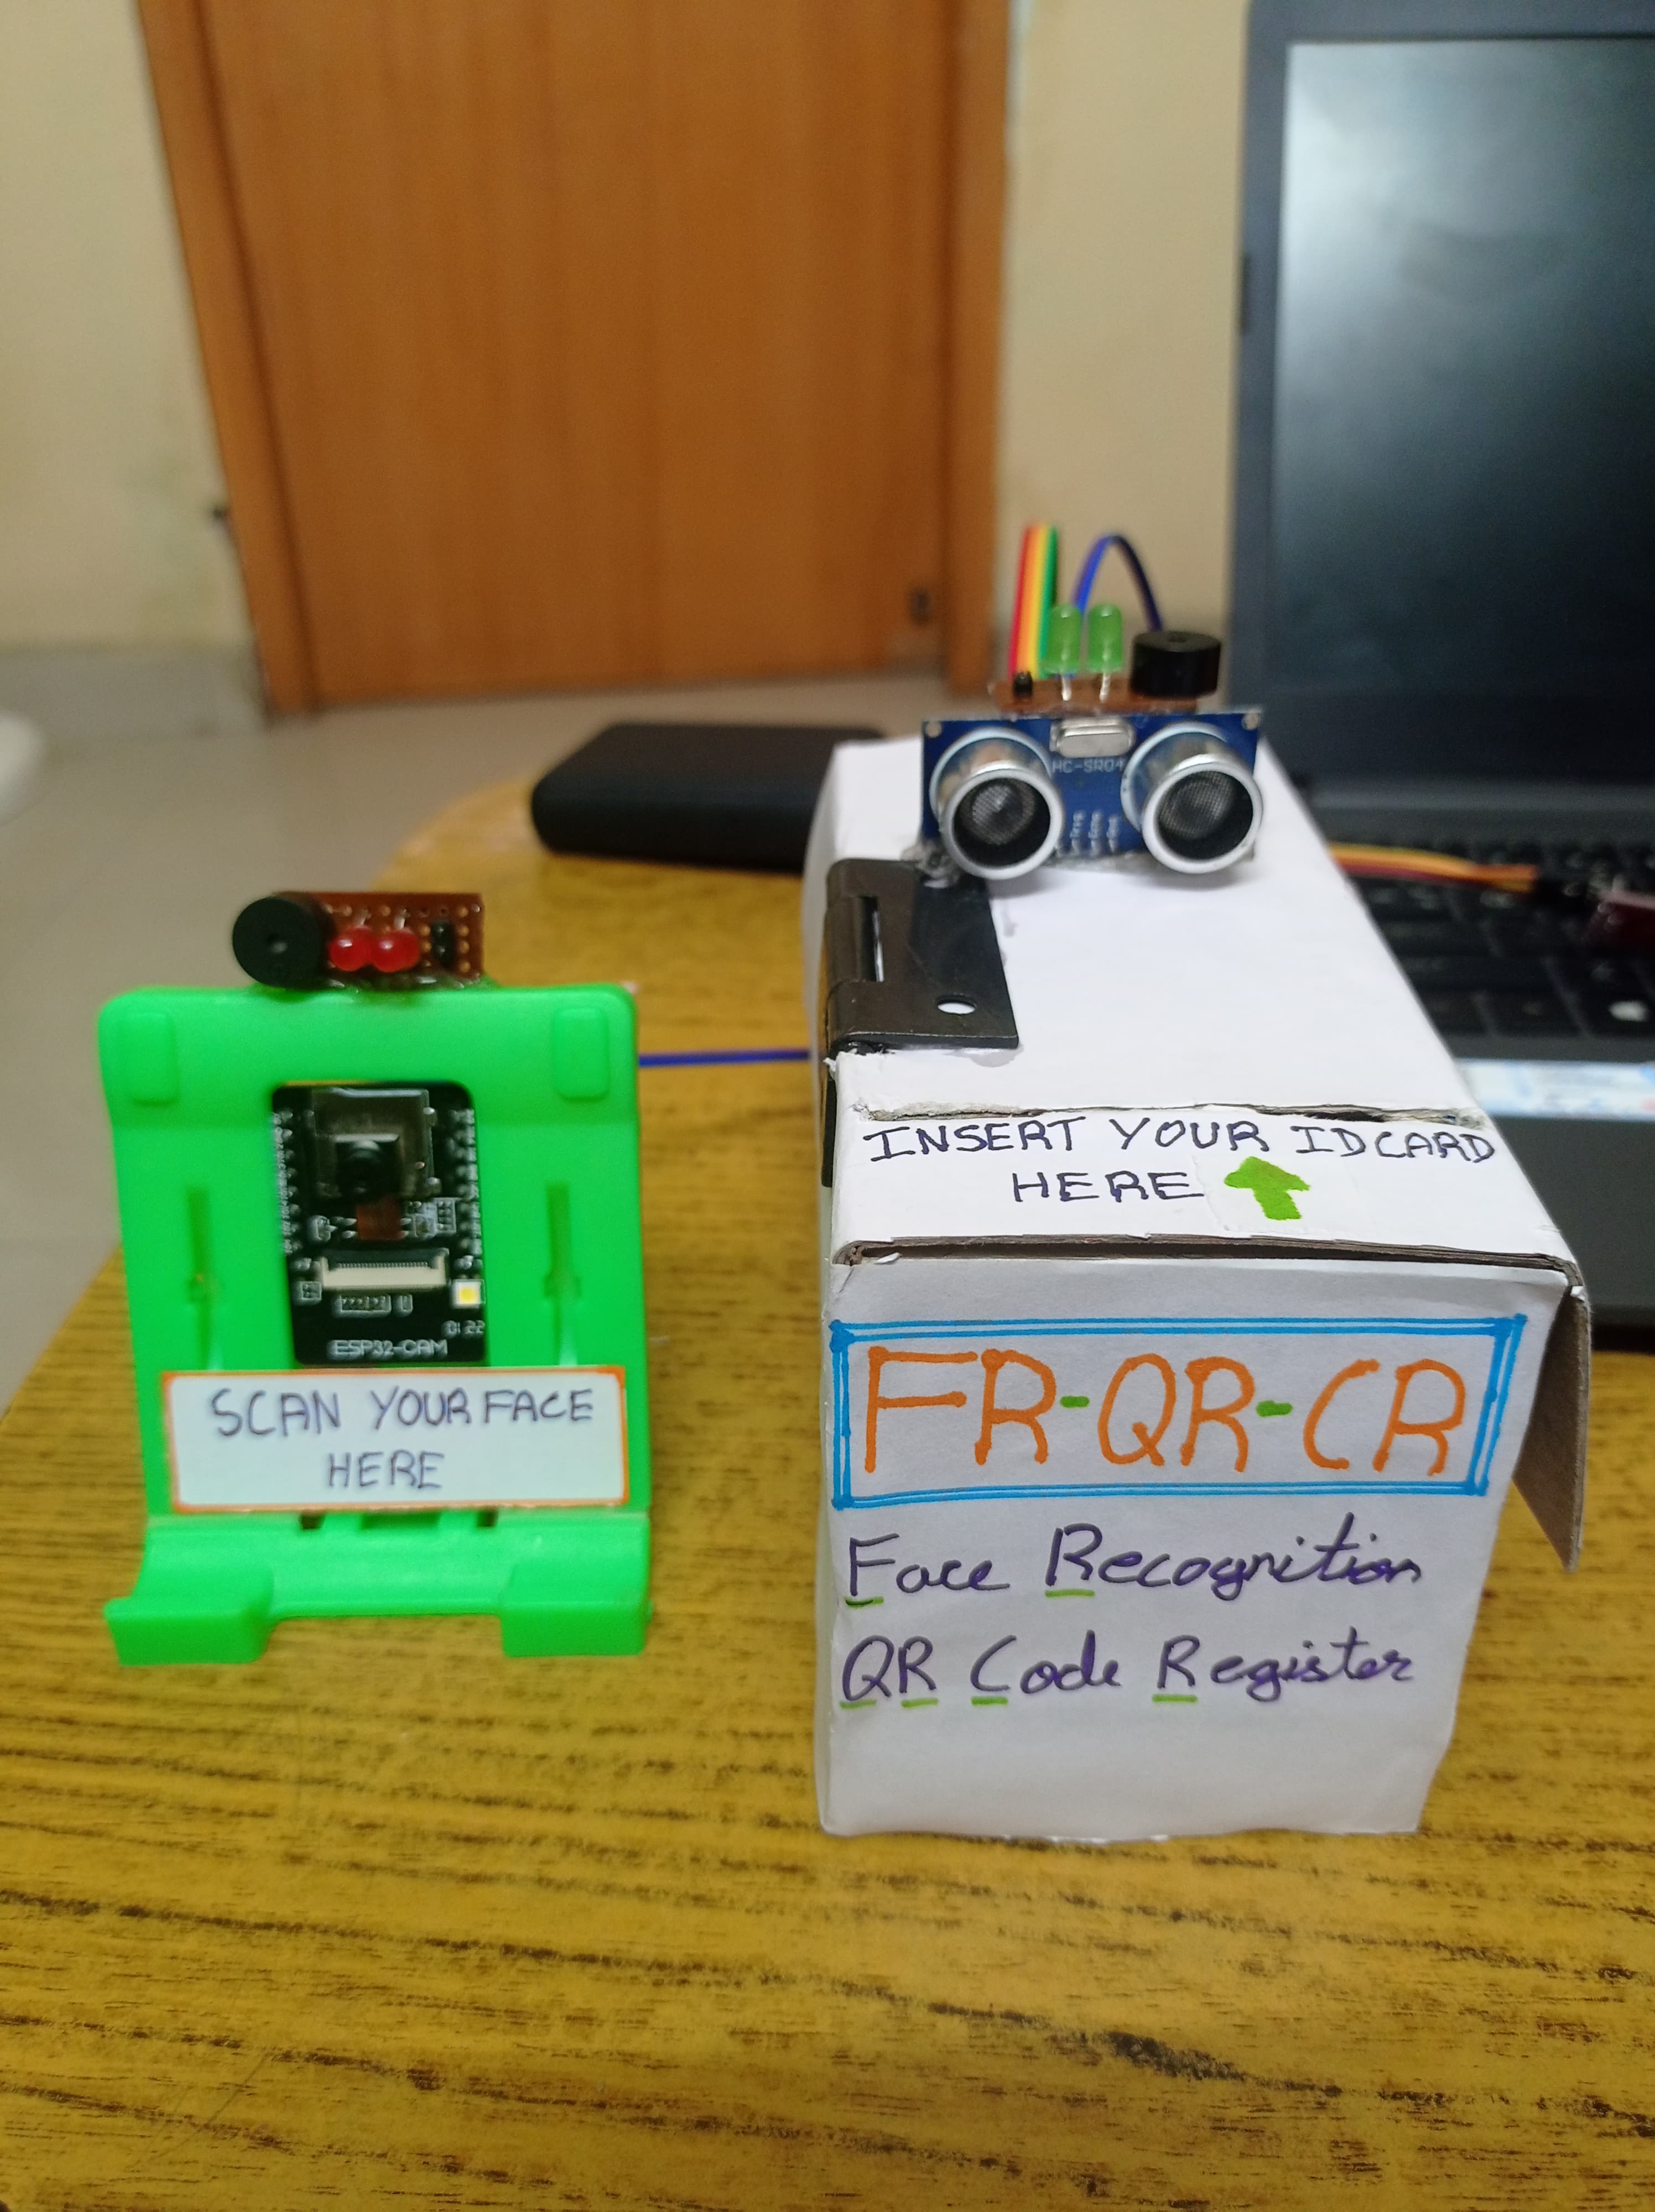 HC-SR04
INSERT YOUR IDCARD
HERE
ESP32-CAM
SCAN YOUR FACE
HERE
FR-QR-CR
Face Recognition
QR Code Register